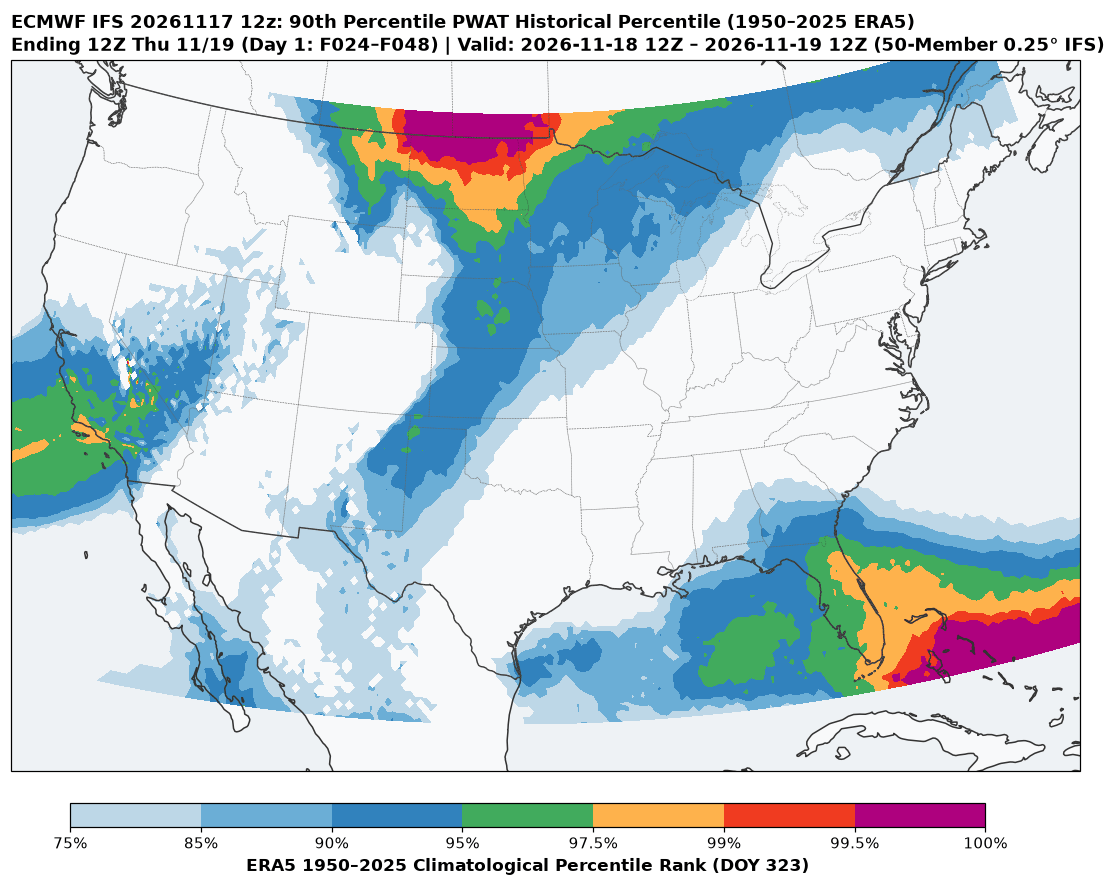 ECMWF IFS 20261117 12z: 90th Percentile PWAT Historical Percentile (1950–2025 ERA5)
Ending 12Z Thu 11/19 (Day 1: F024–F048) | Valid: 2026-11-18 12Z – 2026-11-19 12Z (50-Member 0.25° IFS)
75% 85% 90% 95% 97.5% 99% 99.5% 100%
ERA5 1950–2025 Climatological Percentile Rank (DOY 323)